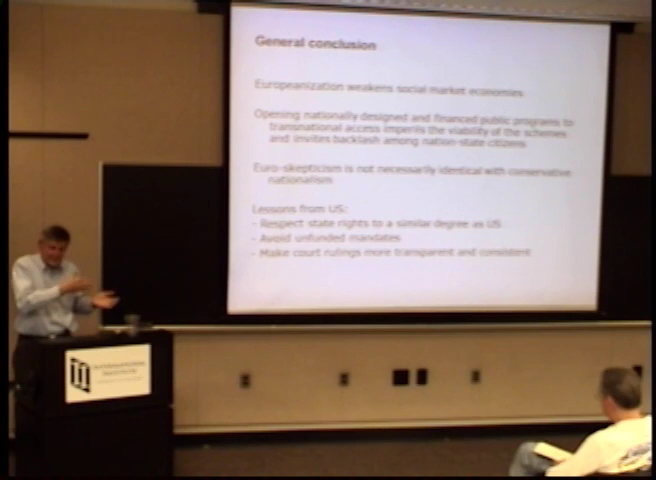 General conclusion
Europeanization weakens social market economies
Opening nationally designed and financed public programs to
transnational access imperils the viability of the schemes
and invites backlash among nation-state citizens
Euro-skepticism is not necessarily identical with conservative
nationalism
Lessons from US:
- Respect state rights to a similar degree as US
- Avoid unfunded mandates
- Make court rulings more transparent and consistent
INTERNATIONAL
INSTITUTE